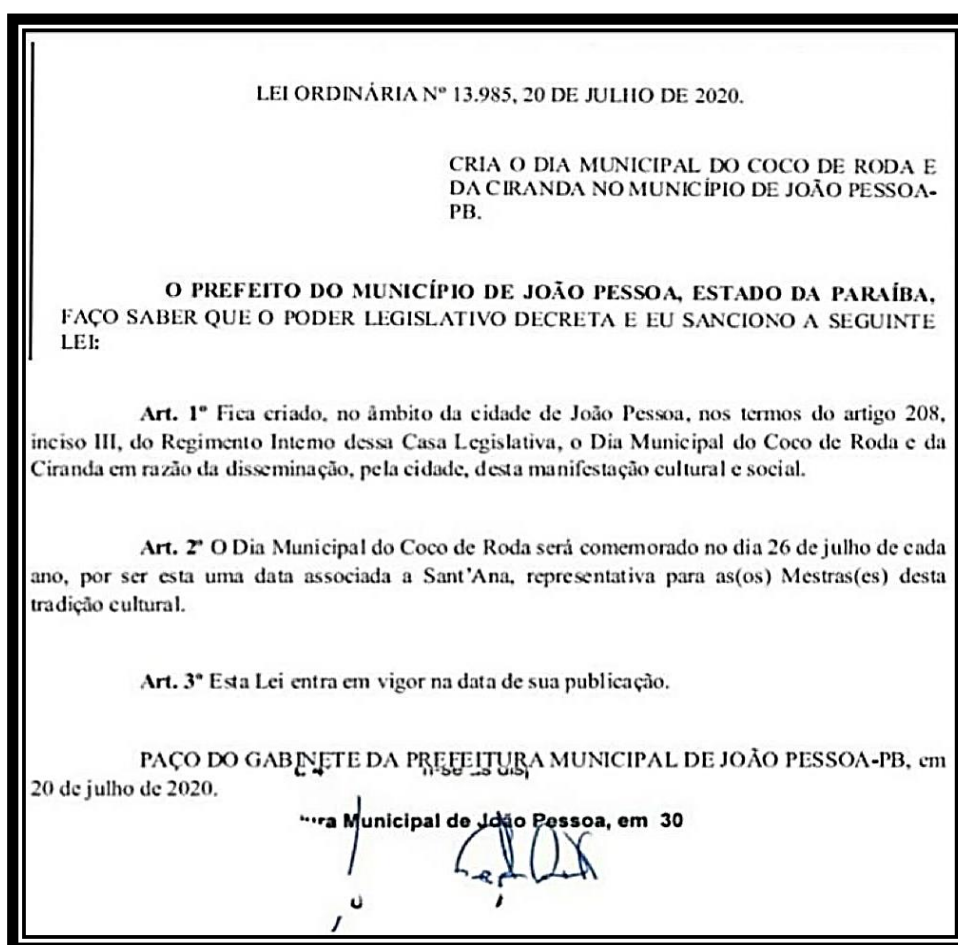 LEI ORDINÁRIA Nº 13.985, 20 DE JULHO DE 2020.
CRIA O DIA MUNICIPAL DO COCO DE RODA E
DA CIRANDA NO MUNICÍPIO DE JOÃO PESSOA-
PB.
O PREFEITO DO MUNICÍPIO DE JOÃO PESSOA, ESTADO DA PARAÍBA,
FAÇO SABER QUE O PODER LEGISLATIVO DECRETA E EU SANCIONO A SEGUINTE
LEI:
Art. 1º Fica criado, no âmbito da cidade de João Pessoa, nos termos do artigo 208,
inciso III, do Regimento Interno dessa Casa Legislativa, o Dia Municipal do Coco de Roda e da
Ciranda em razão da disseminação, pela cidade, desta manifestação cultural e social.
Art. 2º O Dia Municipal do Coco de Roda será comemorado no dia 26 de julho de cada
ano, por ser esta uma data associada a Sant'Ana, representativa para as(os) Mestras(es) desta
tradição cultural.
Art. 3º Esta Lei entra em vigor na data de sua publicação.
PAÇO DO GABINETE DA PREFEITURA MUNICIPAL DE JOÃO PESSOA-PB, em
20 de julho de 2020.
Municipal de João Pessoa, em 30